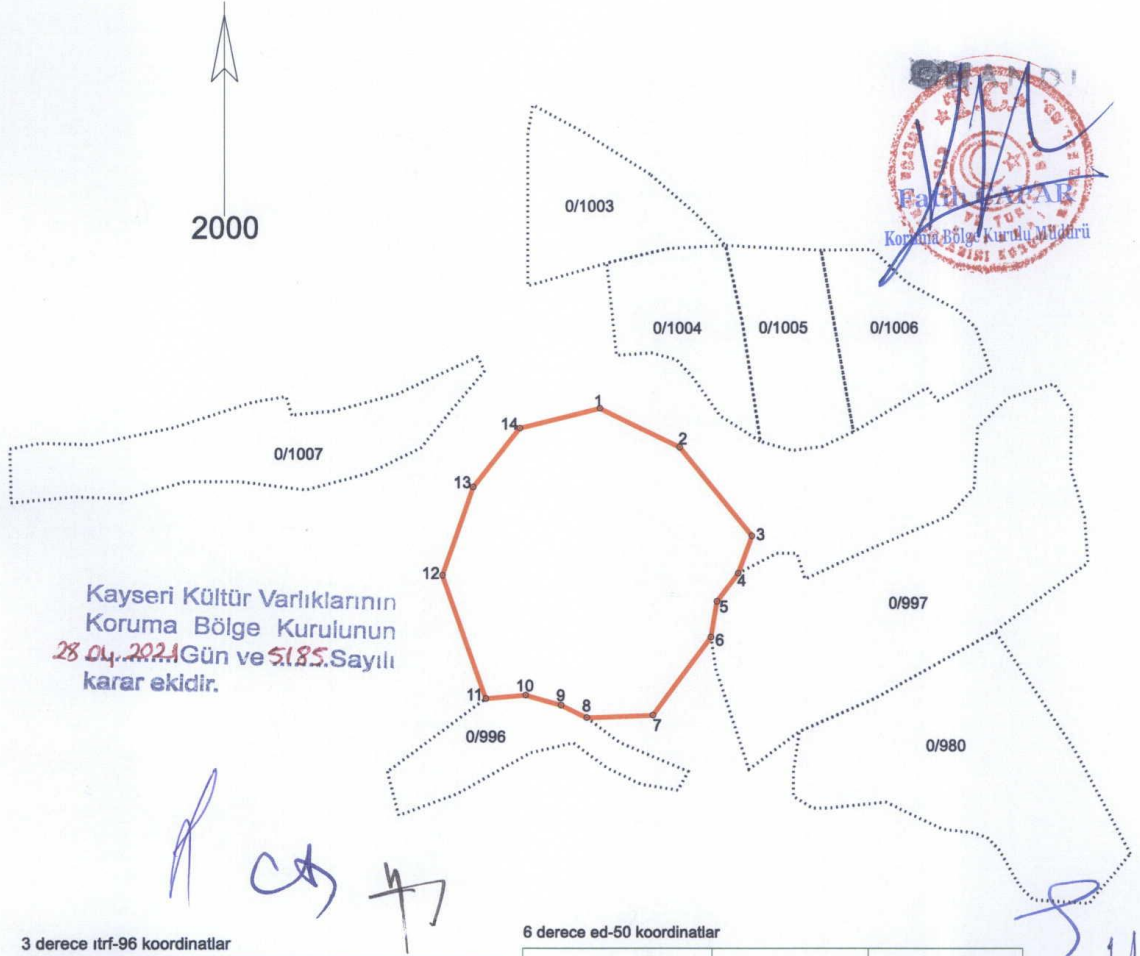 2000
ONANDI
T.C.
Fatih
Koruma Bölge Kurulu Müdürü
0/1003
0/1004
0/1005
0/1006
0/1007
1
14
2
13
3
4
12
5
0/997
6
Kayseri Kültür Varlıklarının
Koruma Bölge Kurulunun
28.04.2021 Gün ve 5185.Sayılı
karar ekidir.
11
10
9
8
7
0/996
0/980
3 derece ıtrf-96 koordinatlar
6 derece ed-50 koordinatlar